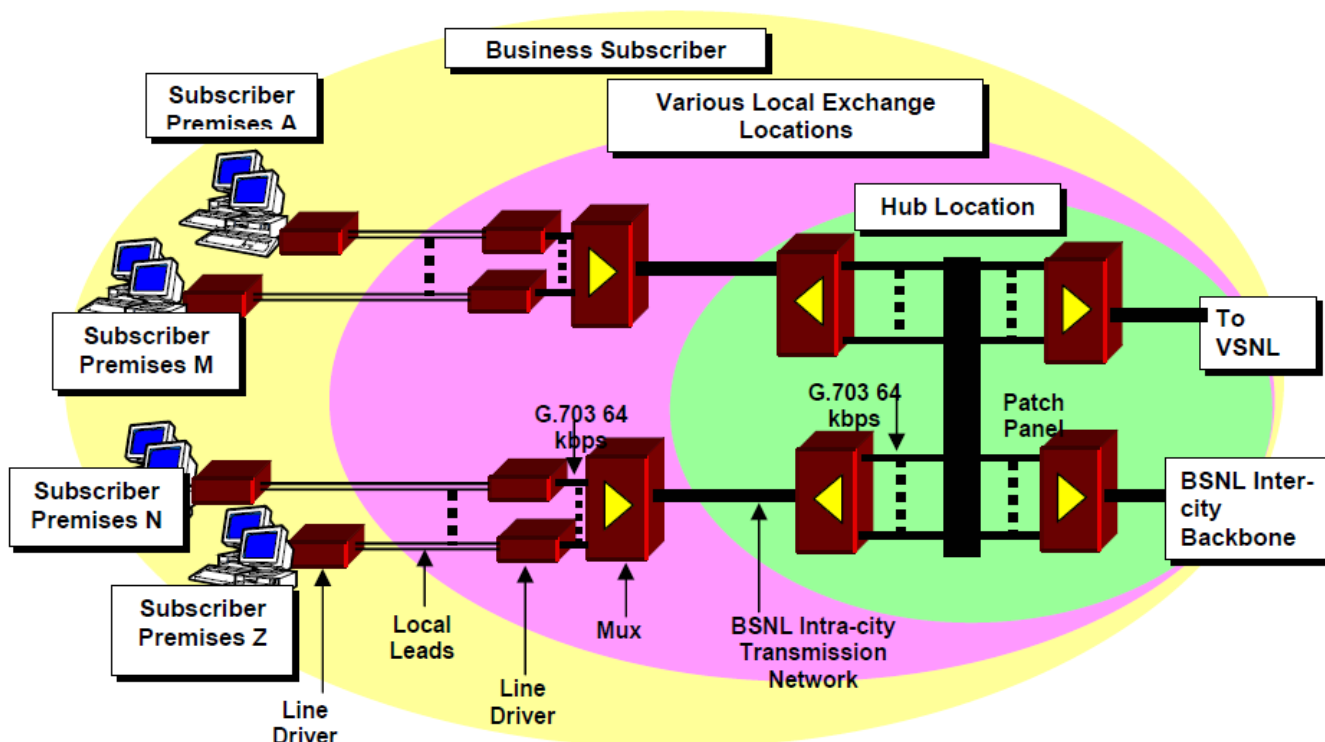 Business Subscriber
Subscriber
Premises A
Various Local Exchange
Locations
Hub Location
Subscriber
Premises M
To
VSNL
G.703 64
kbps
G.703 64
kbps
Patch
Panel
Subscriber
Premises N
BSNL Inter-
city
Backbone
Subscriber
Premises Z
Local
Leads
Mux
BSNL Intra-city
Transmission
Network
Line
Driver
Line
Driver